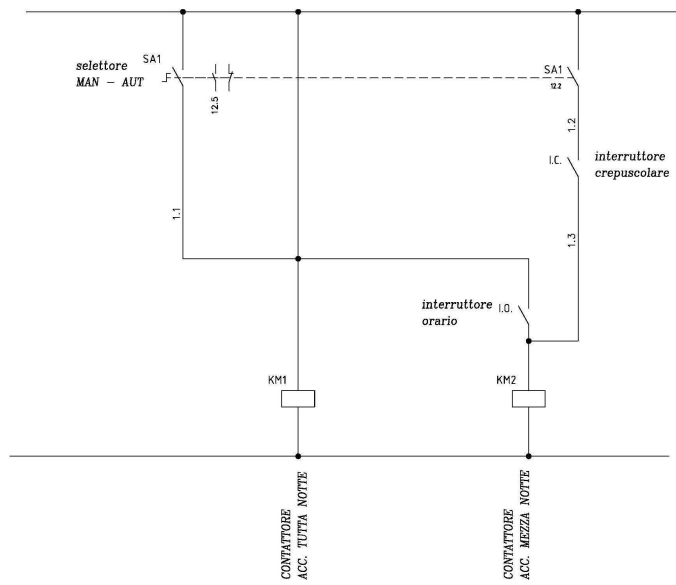 selettore
MAN - AUT
SA1
12.5
SA1
12.2
1.2
I.C.
interruttore
crepuscolare
1.1
1.3
interruttore
orario
I.O.
KM1
KM2
CONTATTORE
ACC. TUTTA NOTTE
CONTATTORE
ACC. MEZZA NOTTE